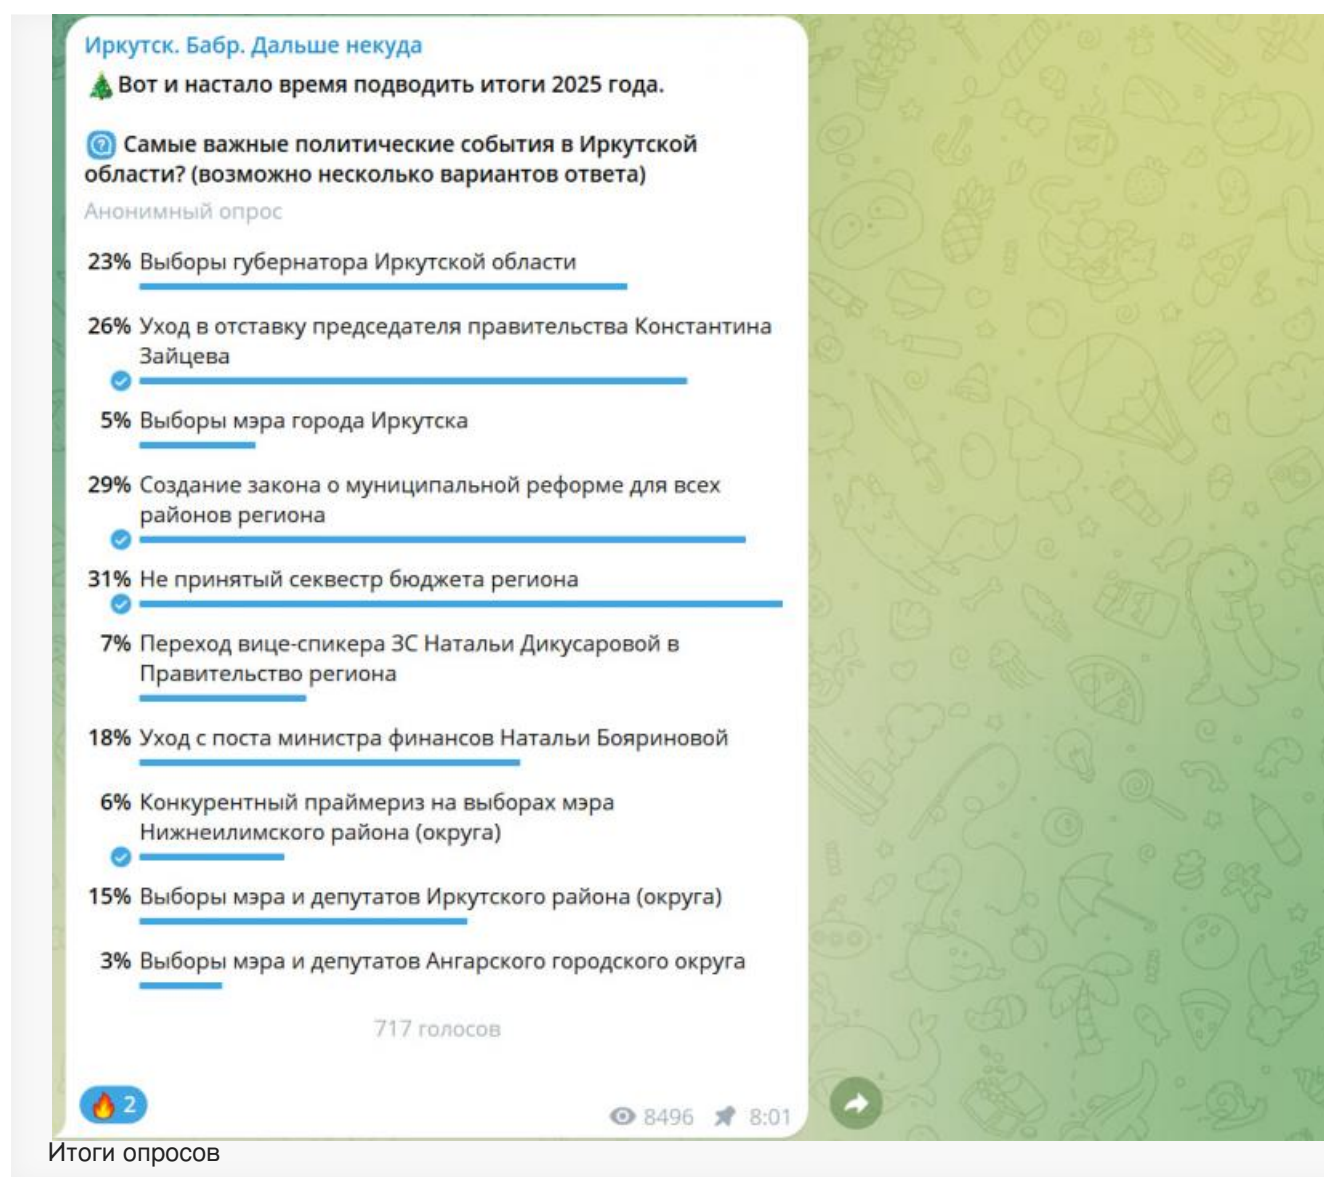 Иркутск. Бабр. Дальше некуда
🎄Вот и настало время подводить итоги 2025 года.
Самые важные политические события в Иркутской
области? (возможно несколько вариантов ответа)
Анонимный опрос
23% Выборы губернатора Иркутской области
26% Уход в отставку председателя правительства Константина
Зайцева
5% Выборы мэра города Иркутска
29% Создание закона о муниципальной реформе для всех
районов региона
31% Не принятый секвестр бюджета региона
7% Переход вице-спикера ЗС Натальи Дикусаровой в
Правительство региона
18% Уход с поста министра финансов Натальи Бояриновой
6% Конкурентный праймериз на выборах мэра
Нижнеилимского района (округа)
15% Выборы мэра и депутатов Иркутского района (округа)
3% Выборы мэра и депутатов Ангарского городского округа
717 голосов
🔥 2
8496 8:01
Итоги опросов